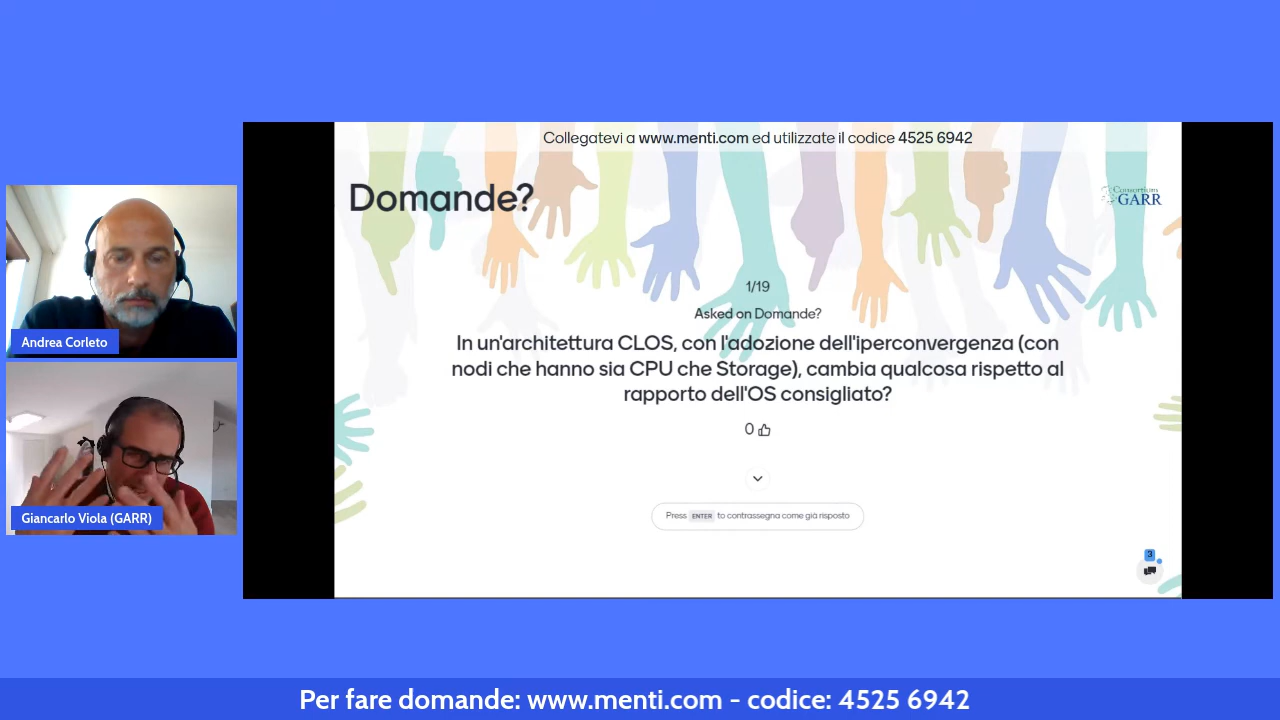 Collegatevi a www.menti.com ed utilizzate il codice 4525 6942
Domande?
Consortium
GARR
1/19
Asked on Domande?
In un'architettura CLOS, con l'adozione dell'iperconvergenza (con
nodi che hanno sia CPU che Storage), cambia qualcosa rispetto al
rapporto dell'OS consigliato?
0
Press ENTER to contrassegna come già risposto
3
Andrea Corleto
Giancarlo Viola (GARR)
Per fare domande: www.menti.com - codice: 4525 6942